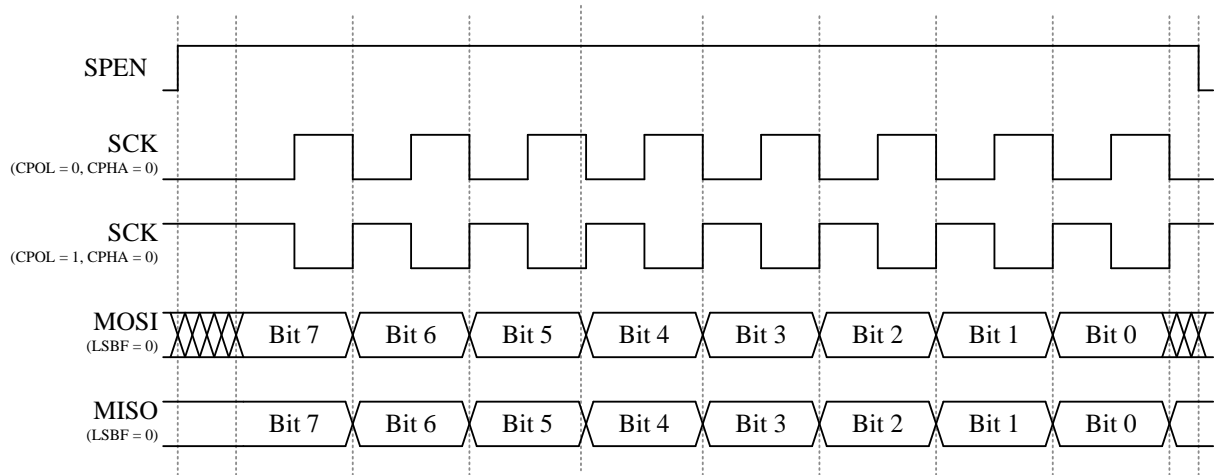 SPEN
SCK
(CPOL = 0, CPHA = 0)
SCK
(CPOL = 1, CPHA = 0)
MOSI
(LSBF = 0)
Bit 7 Bit 6 Bit 5 Bit 4 Bit 3 Bit 2 Bit 1 Bit 0
MISO
(LSBF = 0)
Bit 7 Bit 6 Bit 5 Bit 4 Bit 3 Bit 2 Bit 1 Bit 0